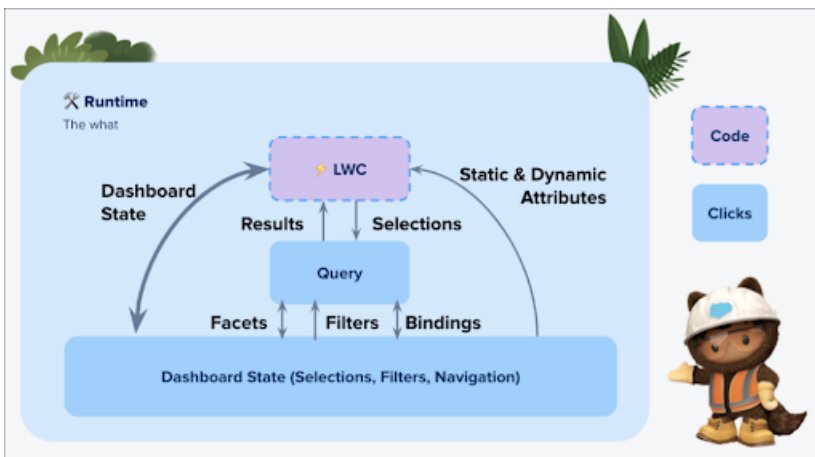 🛠 Runtime
The what
Code
⚡ LWC
Dashboard
State
Static & Dynamic
Attributes
Clicks
Results
Selections
Query
Facets
Filters
Bindings
Dashboard State (Selections, Filters, Navigation)